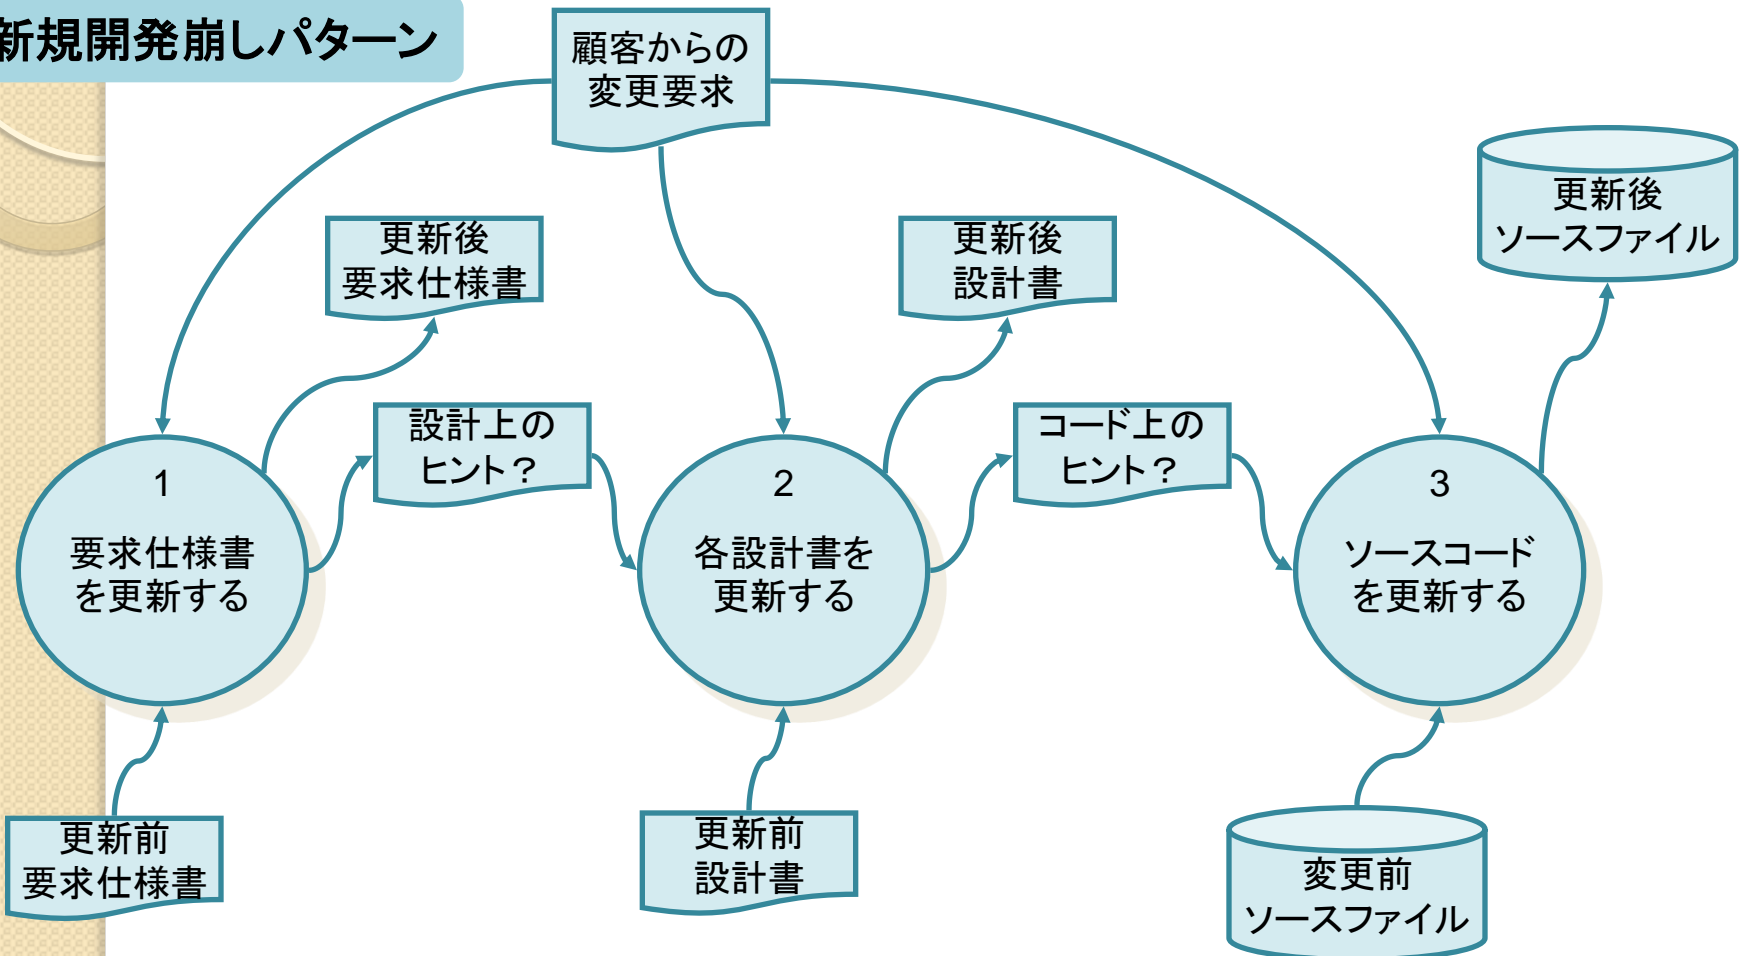 新規開発崩しパターン
顧客からの
変更要求
更新後
ソースファイル
更新後
要求仕様書
更新後
設計書
設計上のヒント？
コード上の
ヒント？
1
要求仕様書
を更新する
2
各設計書を
更新する
3
ソースコード
を更新する
更新前
要求仕様書
更新前
設計書
変更前
ソースファイル